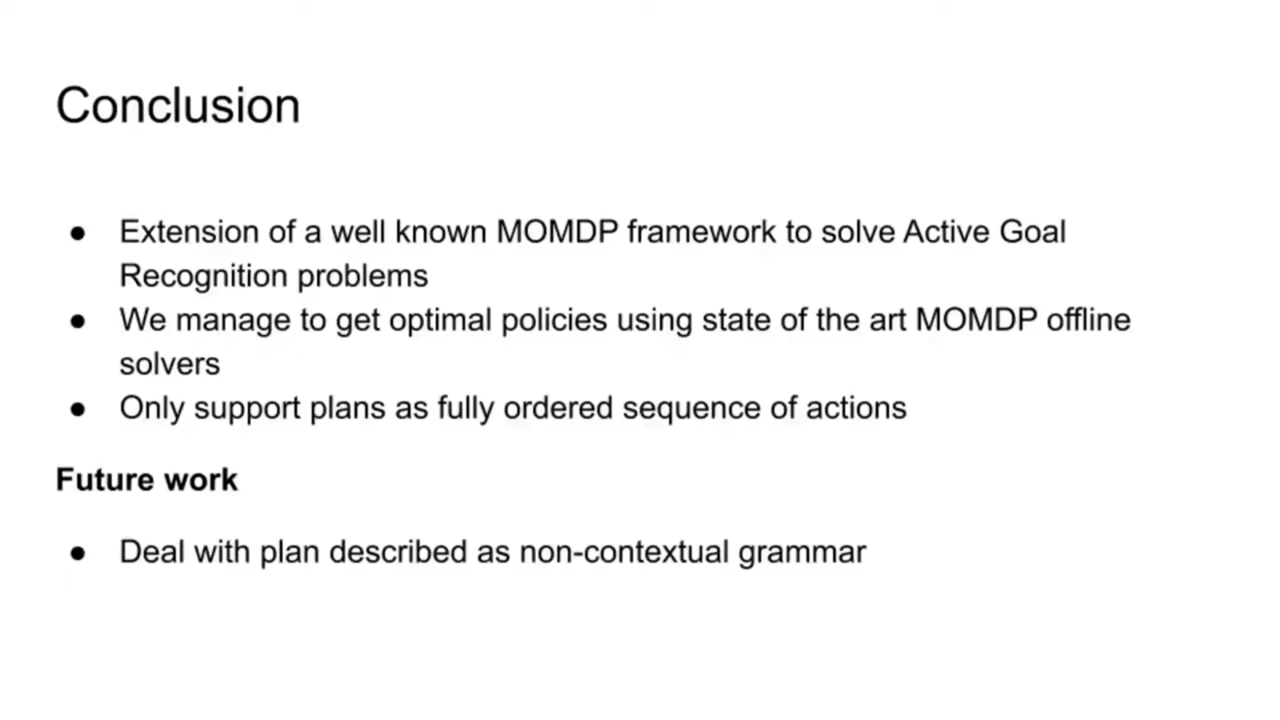 Conclusion
● Extension of a well known MOMDP framework to solve Active Goal
Recognition problems
● We manage to get optimal policies using state of the art MOMDP offline
solvers
● Only support plans as fully ordered sequence of actions
Future work
● Deal with plan described as non-contextual grammar